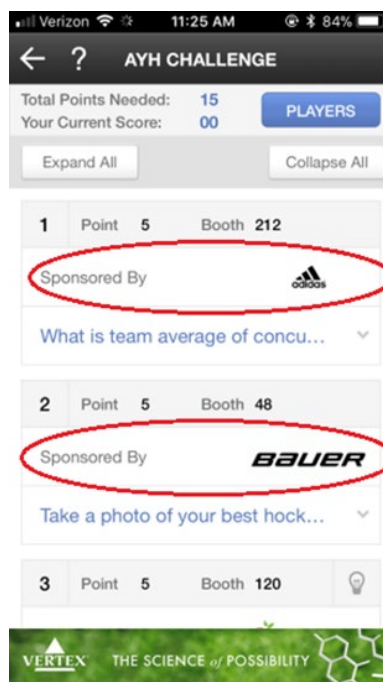 Verizon 11:25 AM 84%
? AYH CHALLENGE
Total Points Needed: 15
Your Current Score: 00
PLAYERS
Expand All Collapse All
1 Point 5 Booth 212
Sponsored By adidas
What is team average of concu...
2 Point 5 Booth 48
Sponsored By BAUER
Take a photo of your best hock...
3 Point 5 Booth 120
VERTEX THE SCIENCE of POSSIBILITY